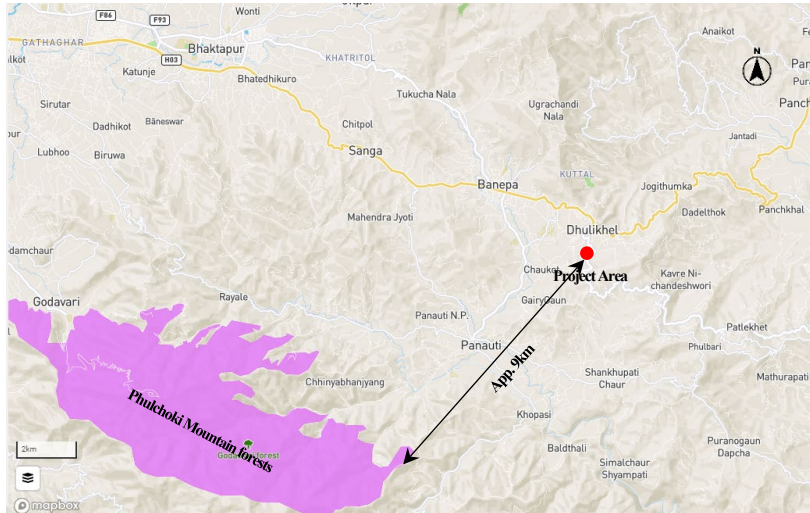 F86
F93
GATHAGHAR
Bhaktapur
H03
KHATRITOL
Anaikot
N
Katunje
Bhatedhikuro
Wonti
Tukucha Nala
Ugrachandi
Nala
Panch
Sirutar
Dadhikot
Bāneswar
Chitpol
Jantadi
Lubhoo
Biruwa
Sanga
KUTTAL
Banepa
Jogithumka
Mahendra Jyoti
Dadelthok
Panchkhal
Dhulikhel
damchaur
Chaukot
Project Area
Kavre Ni-
chandeshwori
Godavari
Rayale
GairyGaun
Panauti N.P.
Patlekhet
Panauti
Phulbari
App. 9km
Shankhupati
Chaur
Mathurapati
Chhinyabhanjyang
Phulchoki Mountain forests
Khopasi
Puranogaun
Dapcha
2km
Baldthali
Simalchaur
Shyampati
mapbox